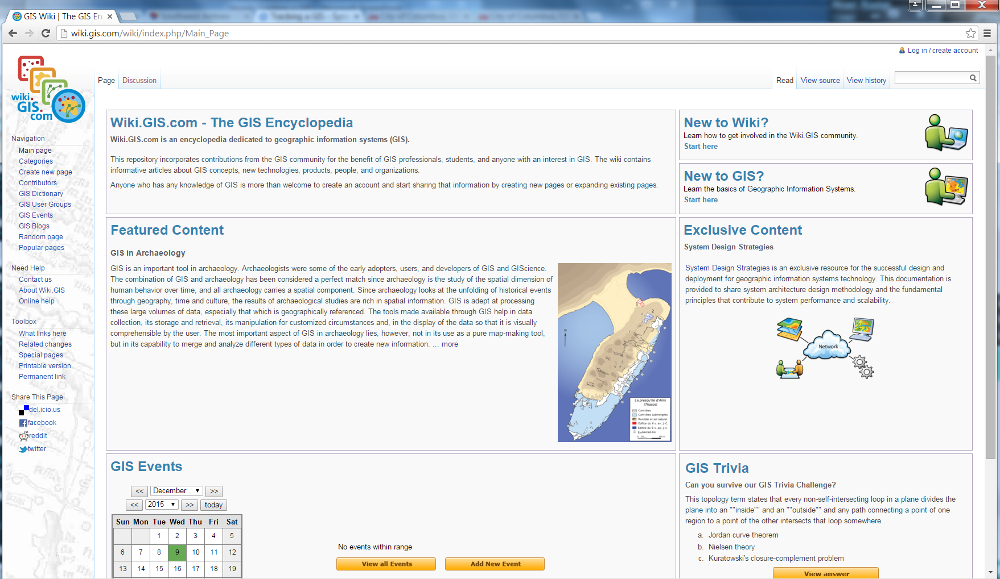 GIS Wiki | The GIS En
wiki.gis.com/wiki/index.php/Main_Page
Log in / create account
wiki.
GIS.
com
Page
Discussion
Read
View source
View history
Navigation
Main page
Categories
Create new page
Contributors
GIS Dictionary
GIS User Groups
GIS Events
GIS Blogs
Random page
Popular pages
Need Help
Contact us
About Wiki.GIS
Online help
Toolbox
What links here
Related changes
Special pages
Printable version
Permanent link
Share This Page
del.icio.us
facebook
reddit
twitter
Wiki.GIS.com - The GIS Encyclopedia
Wiki.GIS.com is an encyclopedia dedicated to geographic information systems (GIS).
This repository incorporates contributions from the GIS community for the benefit of GIS professionals, students, and anyone with an interest in GIS. The wiki contains
informative articles about GIS concepts, new technologies, products, people, and organizations.
Anyone who has any knowledge of GIS is more than welcome to create an account and start sharing that information by creating new pages or expanding existing pages.
New to Wiki?
Learn how to get involved in the Wiki.GIS community.
Start here
New to GIS?
Learn the basics of Geographic Information Systems.
Start here
Featured Content
GIS in Archaeology
GIS is an important tool in archaeology. Archaeologists were some of the early adopters, users, and developers of GIS and GIScience.
The combination of GIS and archaeology has been considered a perfect match since archaeology is the study of the spatial dimension of
human behavior over time, and all archaeology carries a spatial component. Since archaeology looks at the unfolding of historical events
through geography, time and culture, the results of archaeological studies are rich in spatial information. GIS is adept at processing
these large volumes of data, especially that which is geographically referenced. The tools made available through GIS help in data
collection, its storage and retrieval, its manipulation for customized circumstances and, in the display of the data so that it is visually
comprehensible by the user. The most important aspect of GIS in archaeology lies, however, not in its use as a pure map-making tool,
but in its capability to merge and analyze different types of data in order to create new information. ... more
N
1
2
La presqu'île d'Aliki
(Thasos)
Carrières
Carrières submergées
Remblai et sol naturel
Edifice du s. av. J.-C.
Edifice du s. ap. J.-C.
Embarcadère
Exclusive Content
System Design Strategies
System Design Strategies is an exclusive resource for the successful design and
deployment for geographic information systems technology. This documentation is
provided to share system architecture design methodology and the fundamental
principles that contribute to system performance and scalability.
Network
GIS Events
<< December >>
<< 2015 >> today
Sun Mon Tue Wed Thu Fri Sat
1 2 3 4 5
6 7 8 9 10 11 12
13 14 15 16 17 18 19
No events within range
View all Events
Add New Event
GIS Trivia
Can you survive our GIS Trivia Challenge?
This topology term states that every non-self-intersecting loop in a plane divides the
plane into an ""inside"" and an ""outside"" and any path connecting a point of one
region to a point of the other intersects that loop somewhere.
a. Jordan curve theorem
b. Nielsen theory
c. Kuratowski's closure-complement problem
View answer